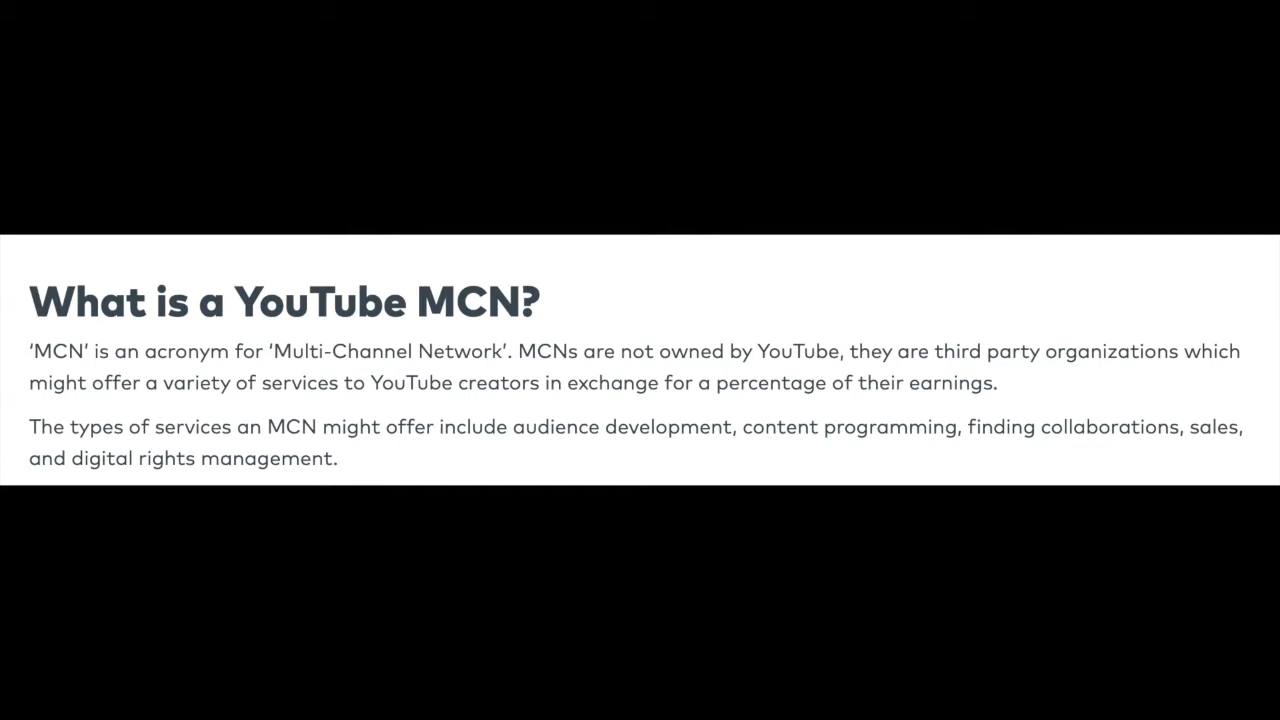 What is a YouTube MCN?
‘MCN’ is an acronym for ‘Multi-Channel Network’. MCNs are not owned by YouTube, they are third party organizations which
might offer a variety of services to YouTube creators in exchange for a percentage of their earnings.
The types of services an MCN might offer include audience development, content programming, finding collaborations, sales,
and digital rights management.